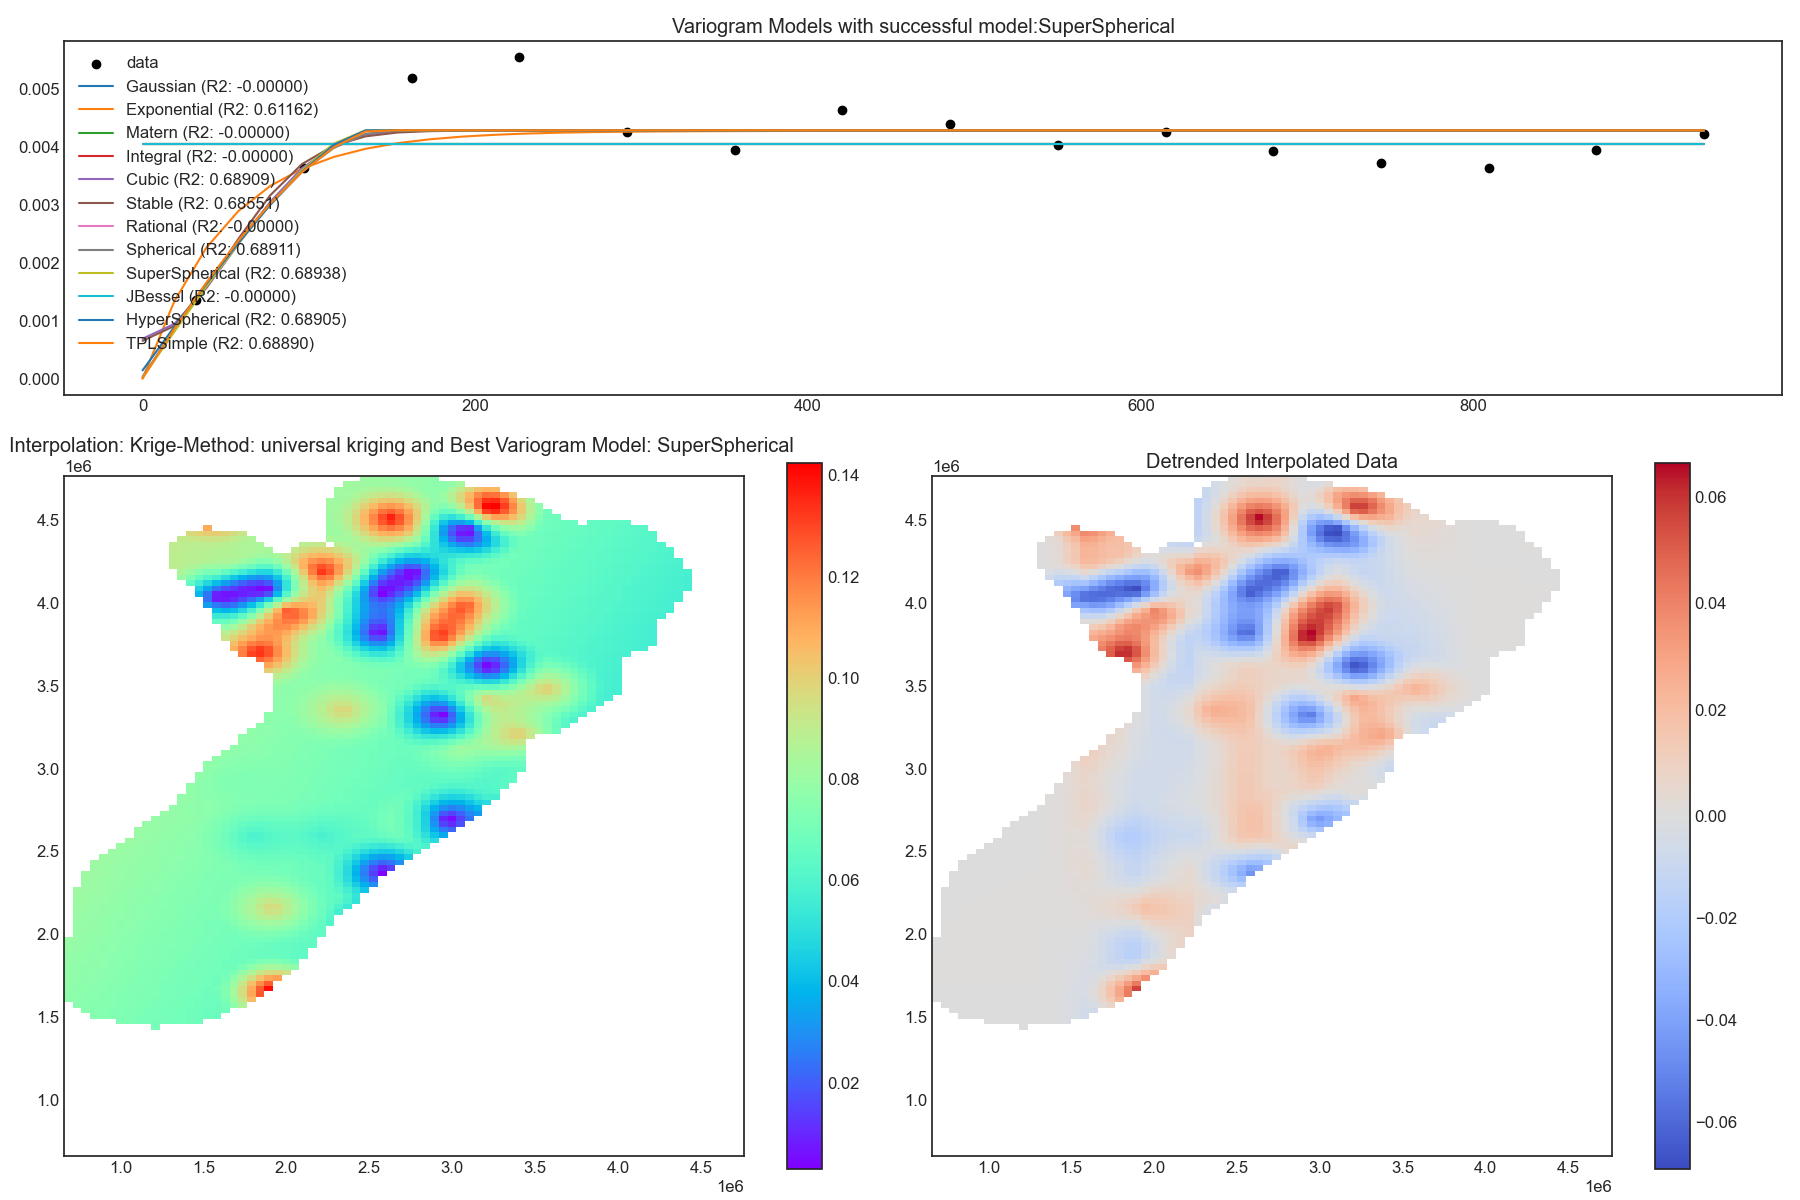 Variogram Models with successful model:SuperSpherical
data
Gaussian (R2: -0.00000)
Exponential (R2: 0.61162)
Matern (R2: -0.00000)
Integral (R2: -0.00000)
Cubic (R2: 0.68909)
Stable (R2: 0.68551)
Rational (R2: -0.00000)
Spherical (R2: 0.68911)
SuperSpherical (R2: 0.68938)
JBessel (R2: -0.00000)
HyperSpherical (R2: 0.68905)
TPLSimple (R2: 0.68890)
0.005
0.004
0.003
0.002
0.001
0.000
0 200 400 600 800
Interpolation: Krige-Method: universal kriging and Best Variogram Model: SuperSpherical
1e6
4.5
4.0
3.5
3.0
2.5
2.0
1.5
1.0
1.0 1.5 2.0 2.5 3.0 3.5 4.0 4.5
1e6
0.14
0.12
0.10
0.08
0.06
0.04
0.02
Detrended Interpolated Data
1e6
4.5
4.0
3.5
3.0
2.5
2.0
1.5
1.0
1.0 1.5 2.0 2.5 3.0 3.5 4.0 4.5
1e6
0.06
0.04
0.02
0.00
−0.02
−0.04
−0.06